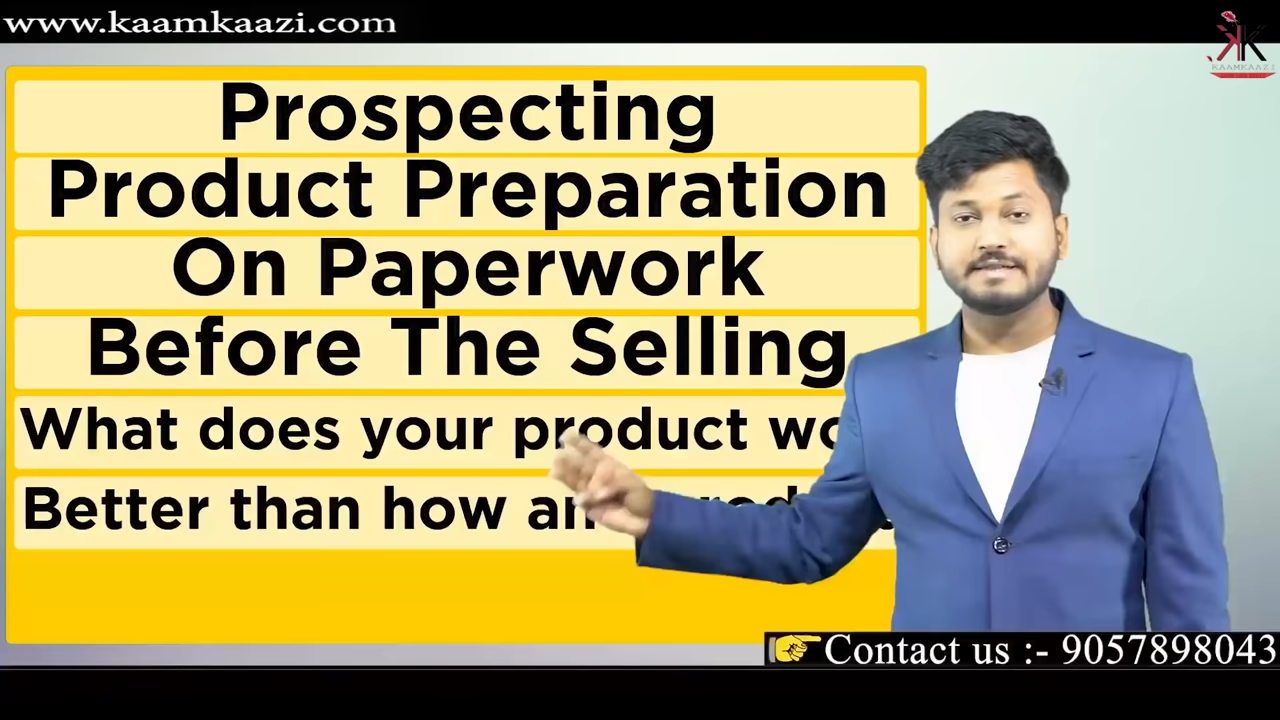 www.kaamkaazi.com
KAAMKAAZI
Prospecting
Product Preparation
On Paperwork
Before The Selling
What does your product
Better than how
Contact us :- 9057898043